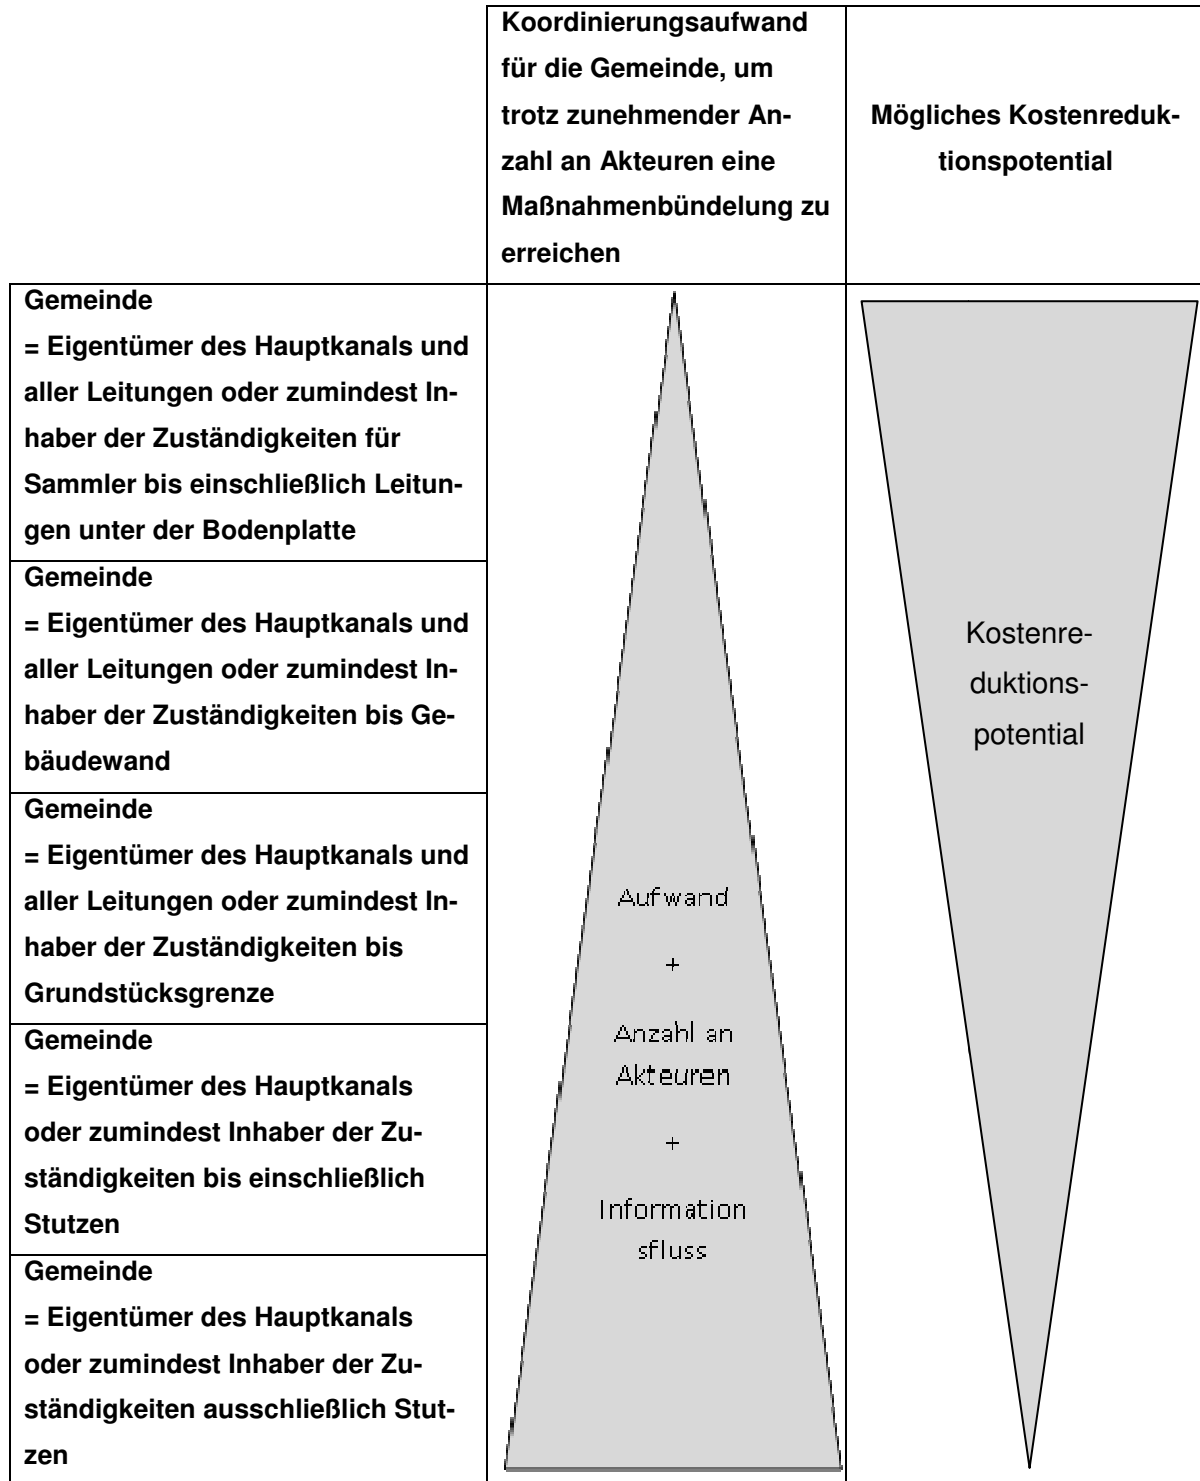 Koordinierungsaufwand
für die Gemeinde, um
trotz zunehmender An-
zahl an Akteuren eine
Maßnahmenbündelung zu
erreichen
Mögliches Kostenreduk-
tionspotential
Gemeinde
= Eigentümer des Hauptkanals und
aller Leitungen oder zumindest In-
haber der Zuständigkeiten für
Sammler bis einschließlich Leitun-
gen unter der Bodenplatte
Gemeinde
= Eigentümer des Hauptkanals und
aller Leitungen oder zumindest In-
haber der Zuständigkeiten bis Ge-
bäudewand
Gemeinde
= Eigentümer des Hauptkanals und
aller Leitungen oder zumindest In-
haber der Zuständigkeiten bis
Grundstücksgrenze
Gemeinde
= Eigentümer des Hauptkanals
oder zumindest Inhaber der Zu-
ständigkeiten bis einschließlich
Stutzen
Gemeinde
= Eigentümer des Hauptkanals
oder zumindest Inhaber der Zu-
ständigkeiten ausschließlich Stut-
zen
Aufwand
+
Anzahl an
Akteuren
+
Information
sfluss
Kostenre-
duktions-
potential